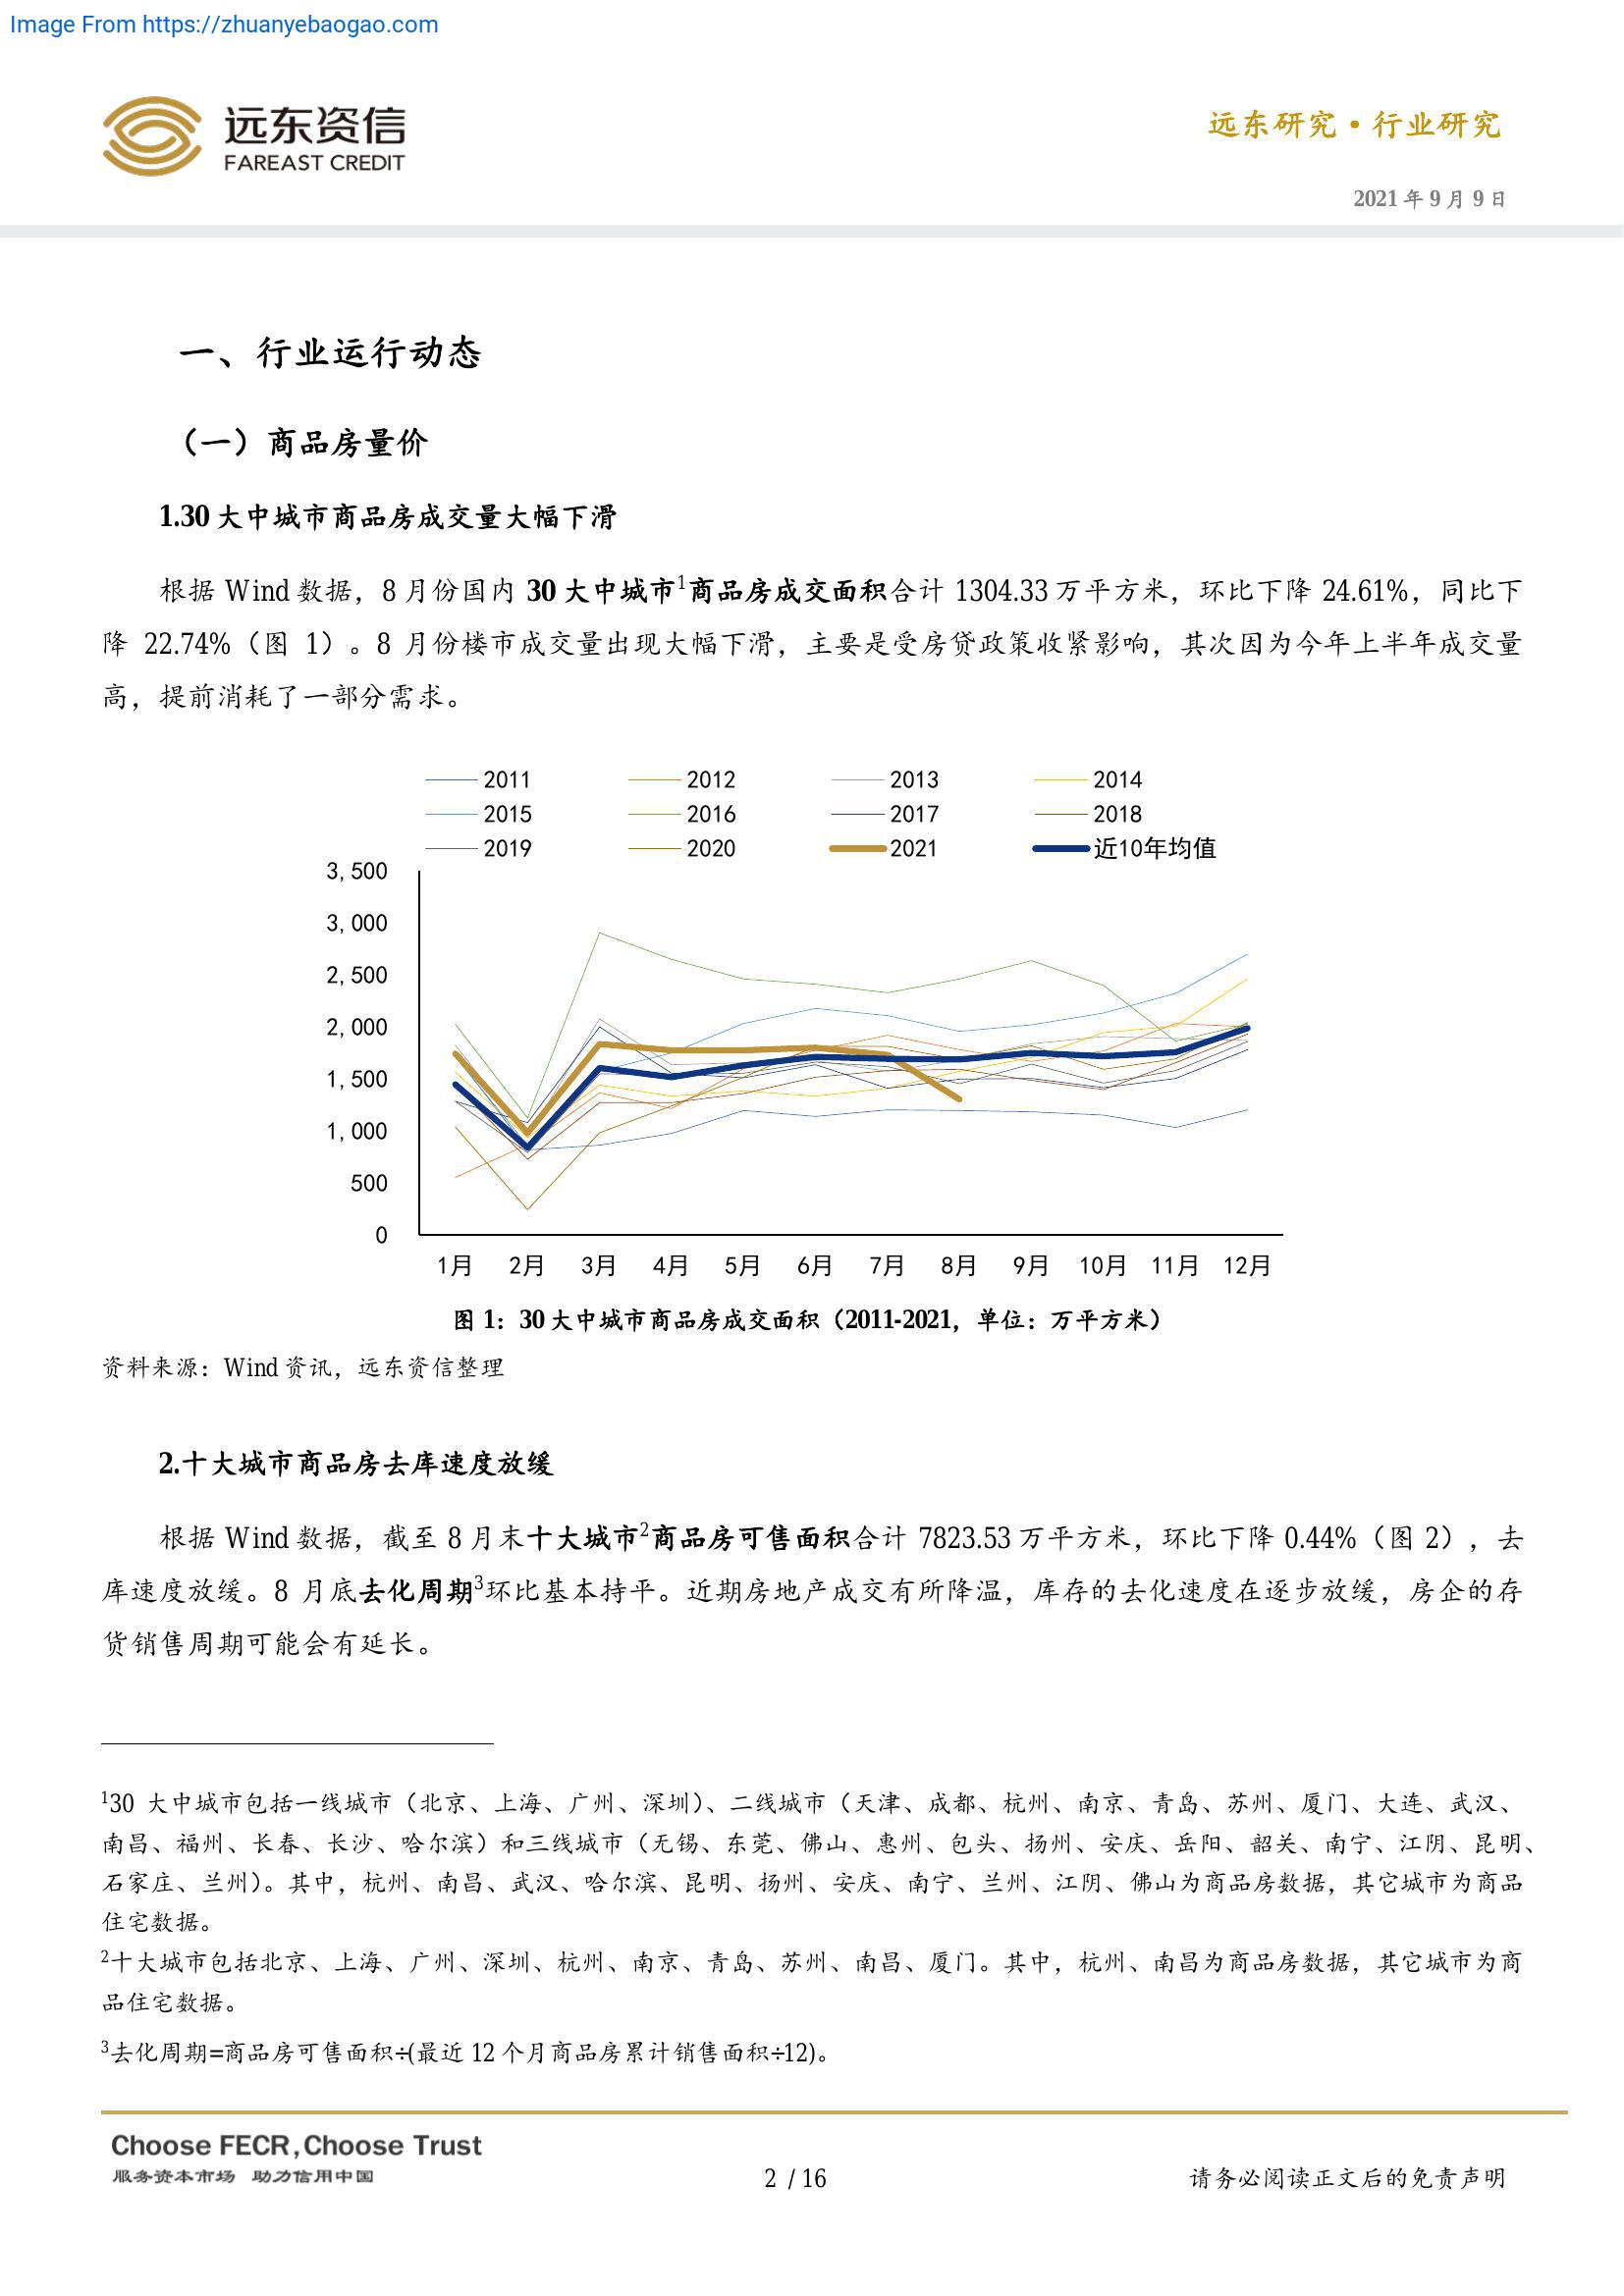 Image From https://zhuanyebaogao.com
远东资信
FAREAST CREDIT
远东研究·行业研究
2021年9月9日
一、行业运行动态
（一）商品房量价
1.30大中城市商品房成交量大幅下滑
根据 Wind 数据，8 月份国内 30 大中城市1商品房成交面积合计 1304.33 万平方米，环比下降 24.61%，同比下
降 22.74%（图 1）。8 月份楼市成交量出现大幅下滑，主要是受房贷政策收紧影响，其次因为今年上半年成交量
高，提前消耗了一部分需求。
2011 2012 2013 2014
2015 2016 2017 2018
2019 2020 2021 近10年均值
3,500
3,000
2,500
2,000
1,500
1,000
500
0
1月 2月 3月 4月 5月 6月 7月 8月 9月 10月 11月 12月
图 1：30 大中城市商品房成交面积（2011-2021，单位：万平方米）
资料来源：Wind 资讯，远东资信整理
2.十大城市商品房去库速度放缓
根据 Wind 数据，截至 8 月末十大城市2商品房可售面积合计 7823.53 万平方米，环比下降 0.44%（图 2），去
库速度放缓。8 月底去化周期3环比基本持平。近期房地产成交有所降温，库存的去化速度在逐步放缓，房企的存
货销售周期可能会有延长。
130 大中城市包括一线城市（北京、上海、广州、深圳）、二线城市（天津、成都、杭州、南京、青岛、苏州、厦门、大连、武汉、
南昌、福州、长春、长沙、哈尔滨）和三线城市（无锡、东莞、佛山、惠州、包头、扬州、安庆、岳阳、韶关、南宁、江阴、昆明、
石家庄、兰州）。其中，杭州、南昌、武汉、哈尔滨、昆明、扬州、安庆、南宁、兰州、江阴、佛山为商品房数据，其它城市为商品
住宅数据。
2十大城市包括北京、上海、广州、深圳、杭州、南京、青岛、苏州、南昌、厦门。其中，杭州、南昌为商品房数据，其它城市为商
品住宅数据。
3去化周期=商品房可售面积÷(最近 12 个月商品房累计销售面积÷12)。
Choose FECR,Choose Trust
服务资本市场 助力信用中国
2 / 16
请务必阅读正文后的免责声明